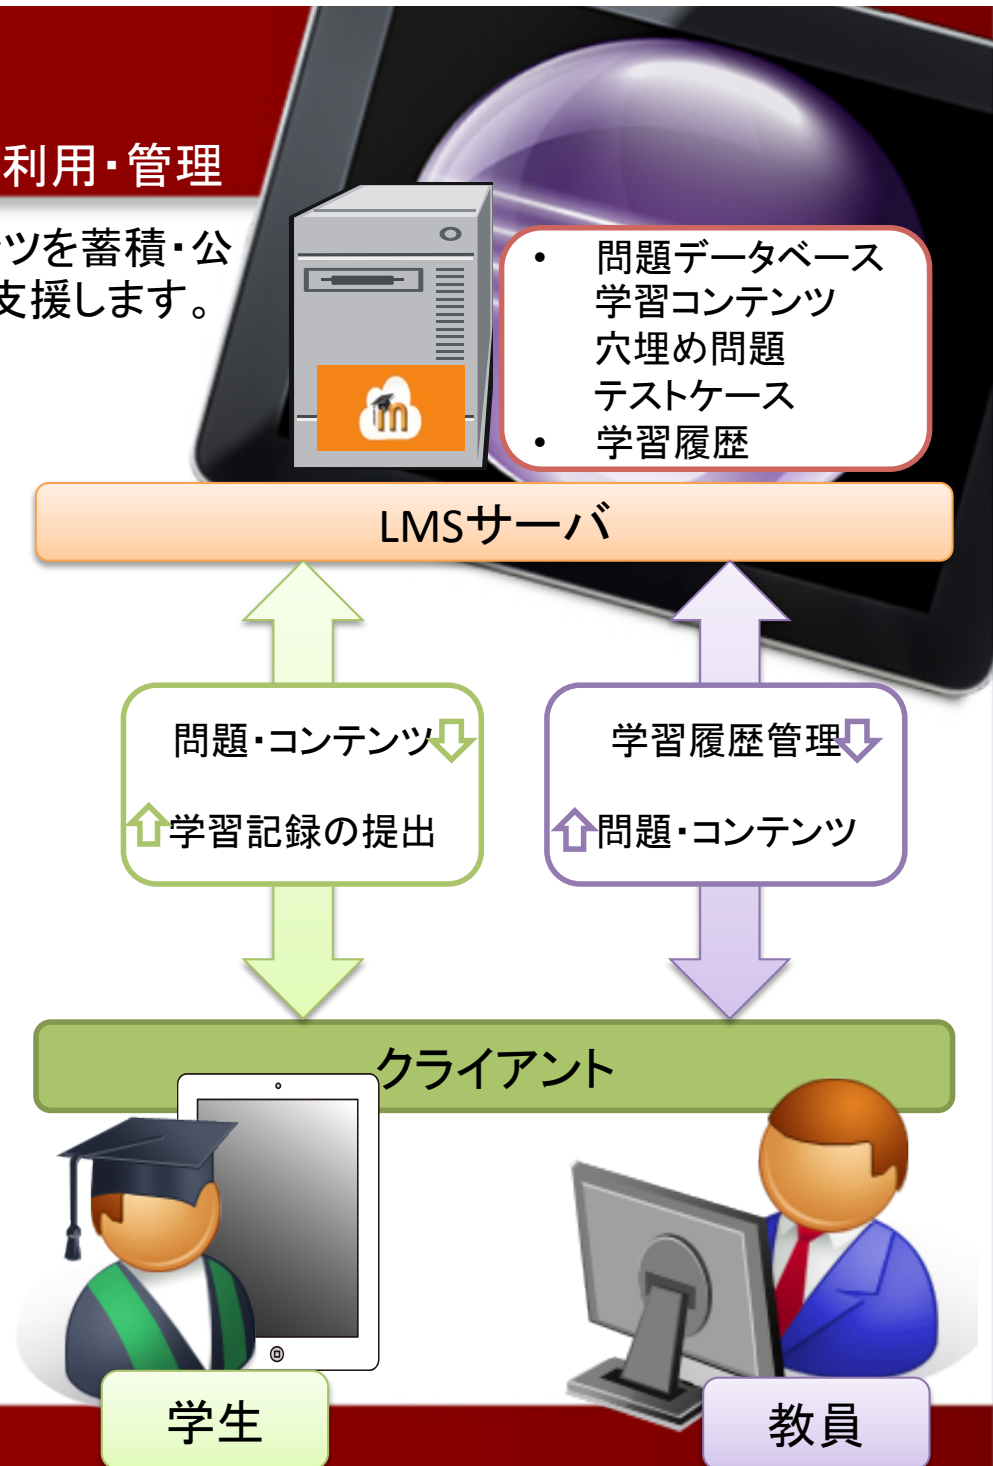 利用・管理
ツを蓄積・公
支援します。
• 問題データベース
学習コンテンツ
穴埋め問題
テストケース
• 学習履歴
m
LMSサーバ
問題・コンテンツ
学習記録の提出
学習履歴管理
問題・コンテンツ
クライアント
学生
教員